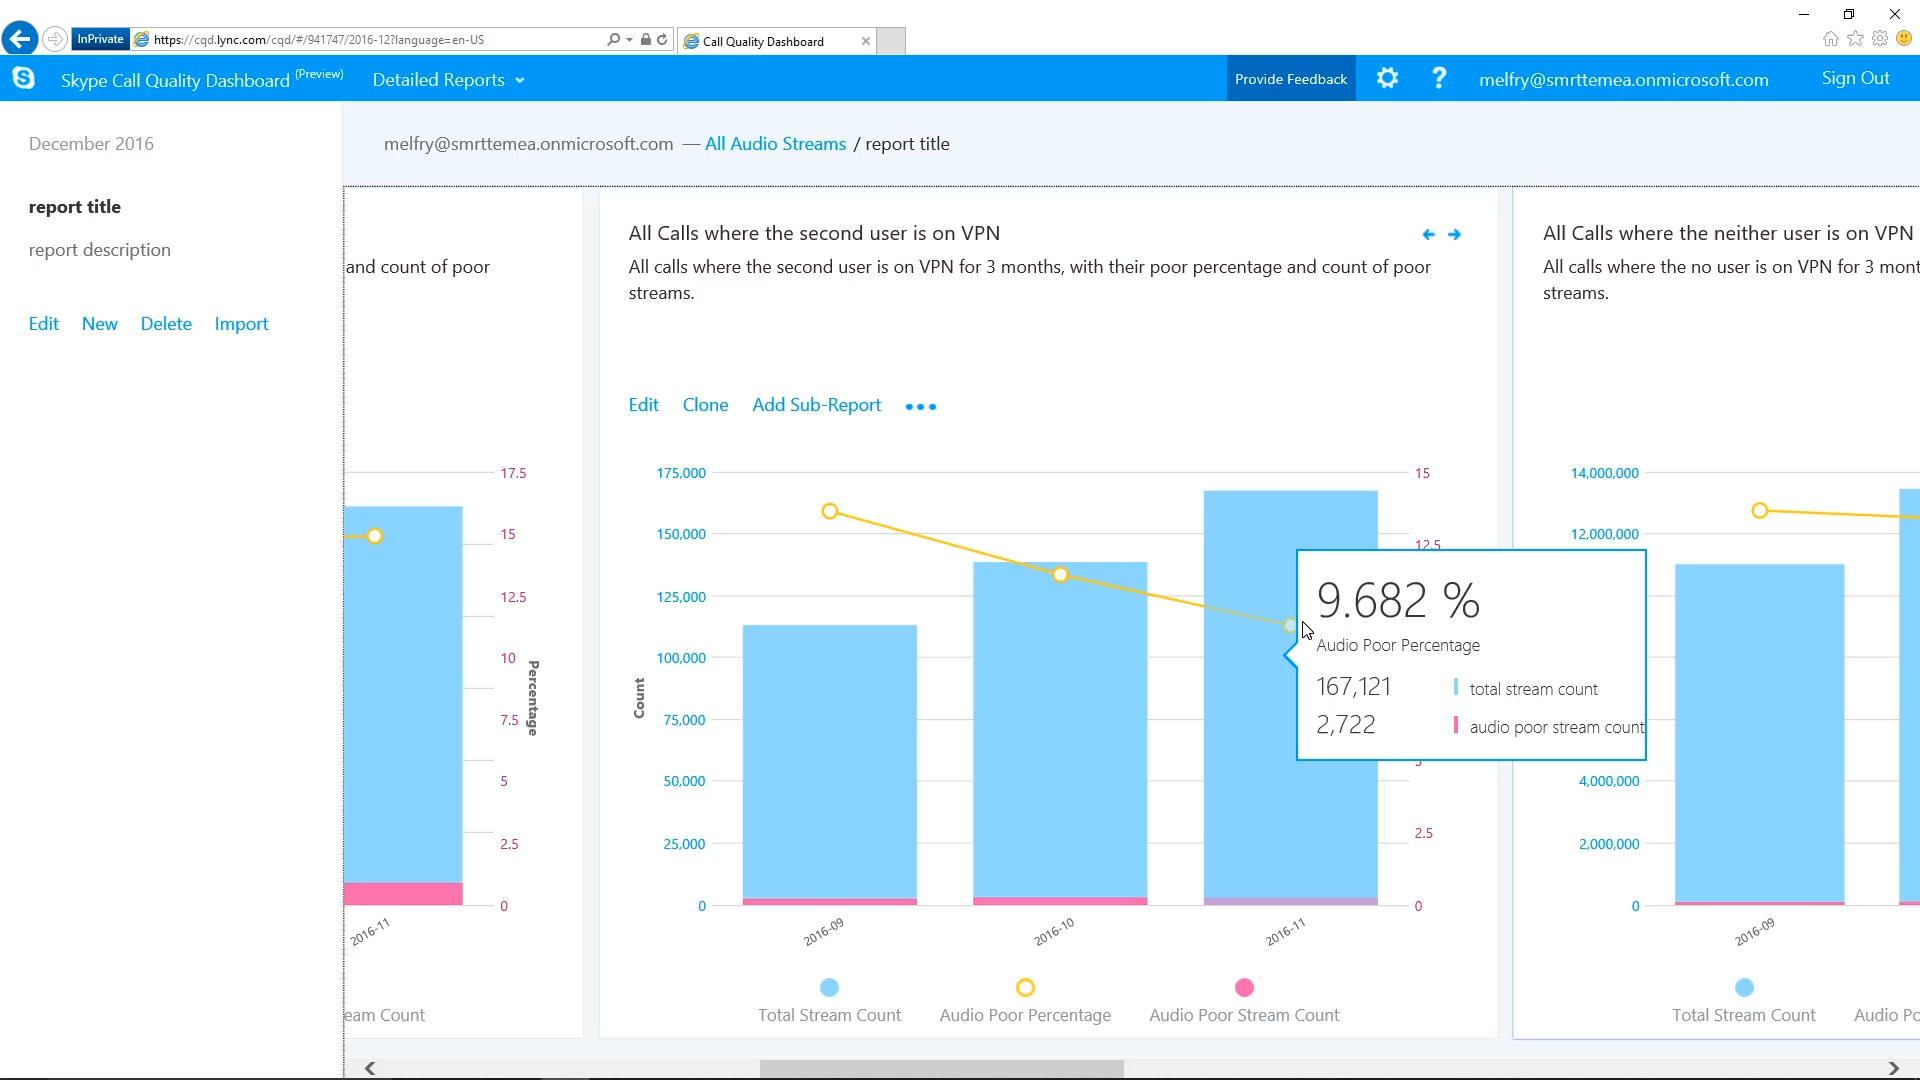 InPrivate https://cqd.lync.com/cqd/#/941747/2016-12?language=en-US Call Quality Dashboard
Skype Call Quality Dashboard (Preview) Detailed Reports Provide Feedback ? melfry@smrttemea.onmicrosoft.com Sign Out
December 2016
report title
report description
Edit New Delete Import
melfry@smrttemea.onmicrosoft.com — All Audio Streams / report title
and count of poor
17.5
15
12.5
10
7.5
5
2.5
0
Percentage
2016-11
eam Count
All Calls where the second user is on VPN
All calls where the second user is on VPN for 3 months, with their poor percentage and count of poor
streams.
Edit Clone Add Sub-Report
175,000
150,000
125,000
100,000
75,000
50,000
25,000
0
Count
15
12.5
2.5
0
9.682 %
Audio Poor Percentage
167,121 total stream count
2,722 audio poor stream count
2016-09 2016-10 2016-11
Total Stream Count Audio Poor Percentage Audio Poor Stream Count
All Calls where the neither user is on VPN
All calls where the no user is on VPN for 3 mont
streams.
14,000,000
12,000,000
4,000,000
2,000,000
0
2016-09
Total Stream Count Audio Po